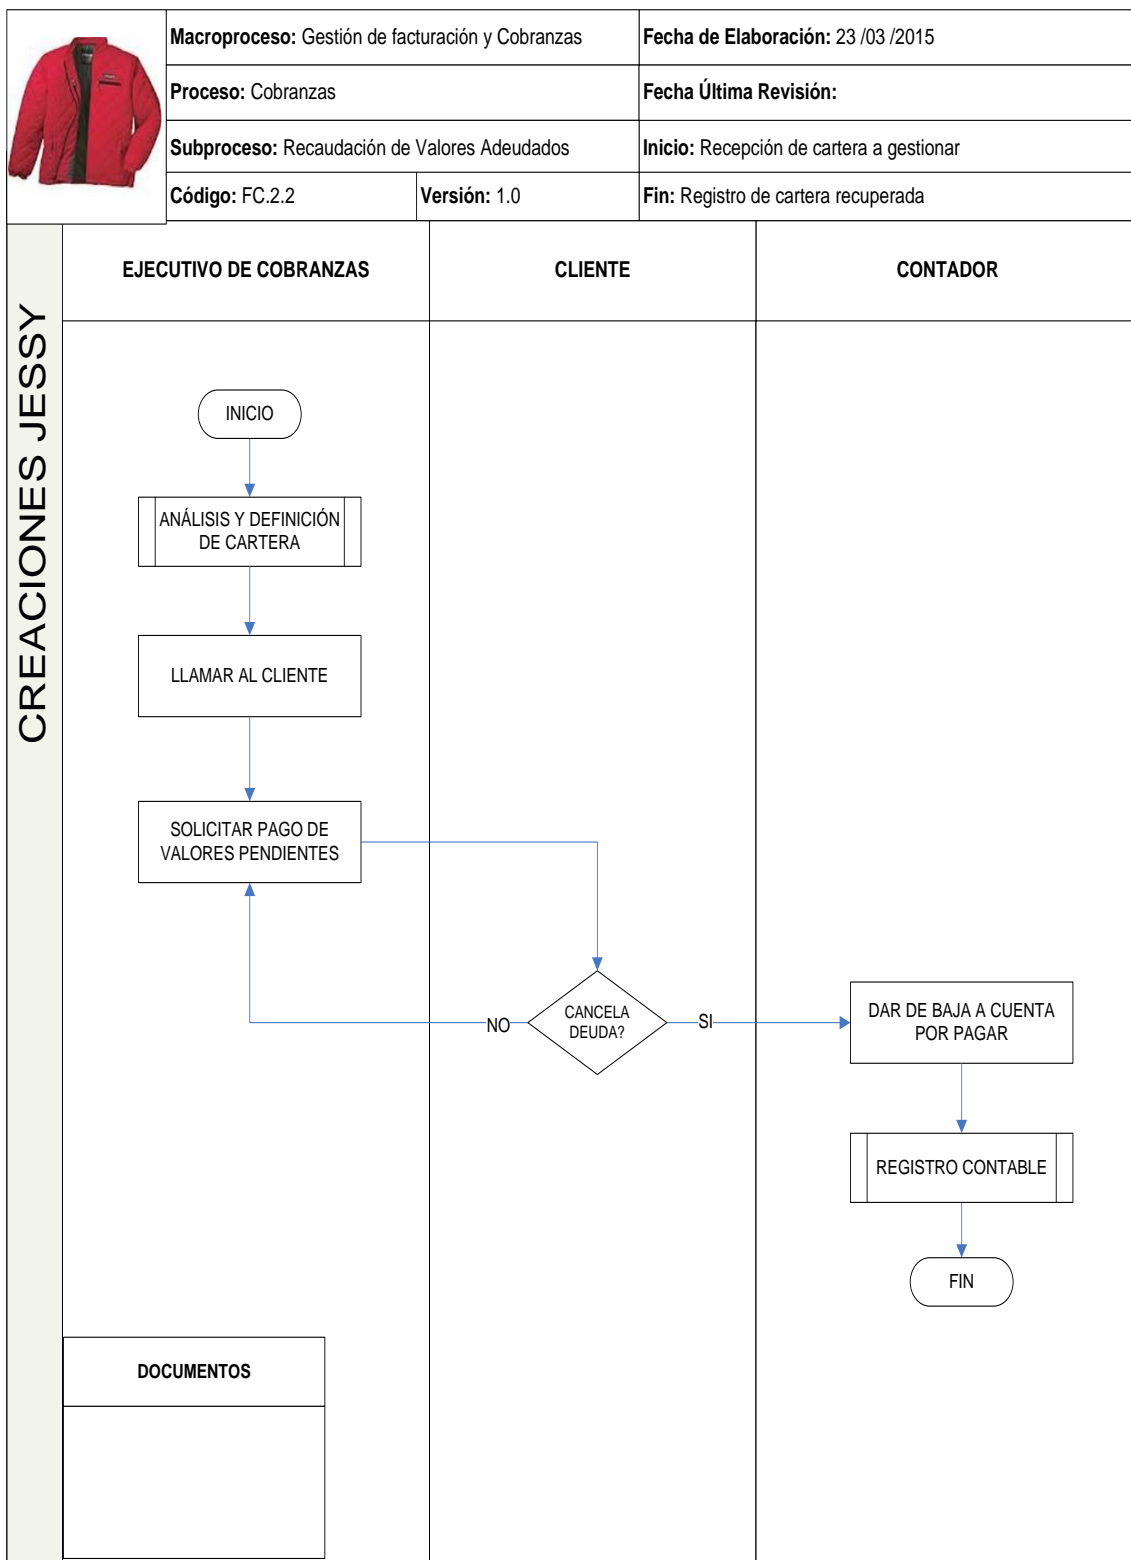 Macroproceso: Gestión de facturación y Cobranzas
Fecha de Elaboración: 23 /03 /2015
Proceso: Cobranzas
Fecha Última Revisión:
Subproceso: Recaudación de Valores Adeudados
Inicio: Recepción de cartera a gestionar
Código: FC.2.2
Versión: 1.0
Fin: Registro de cartera recuperada
CREACIONES JESSY
EJECUTIVO DE COBRANZAS
CLIENTE
CONTADOR
INICIO
ANÁLISIS Y DEFINICIÓN
DE CARTERA
LLAMAR AL CLIENTE
SOLICITAR PAGO DE
VALORES PENDIENTES
CANCELA
DEUDA?
NO
SI
DAR DE BAJA A CUENTA
POR PAGAR
REGISTRO CONTABLE
FIN
DOCUMENTOS